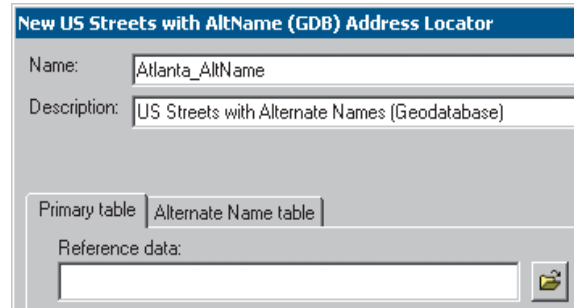 New US Streets with AltName (GDB) Address Locator
Name: Atlanta_AltName
Description: US Streets with Alternate Names (Geodatabase)
Primary table Alternate Name table
Reference data: